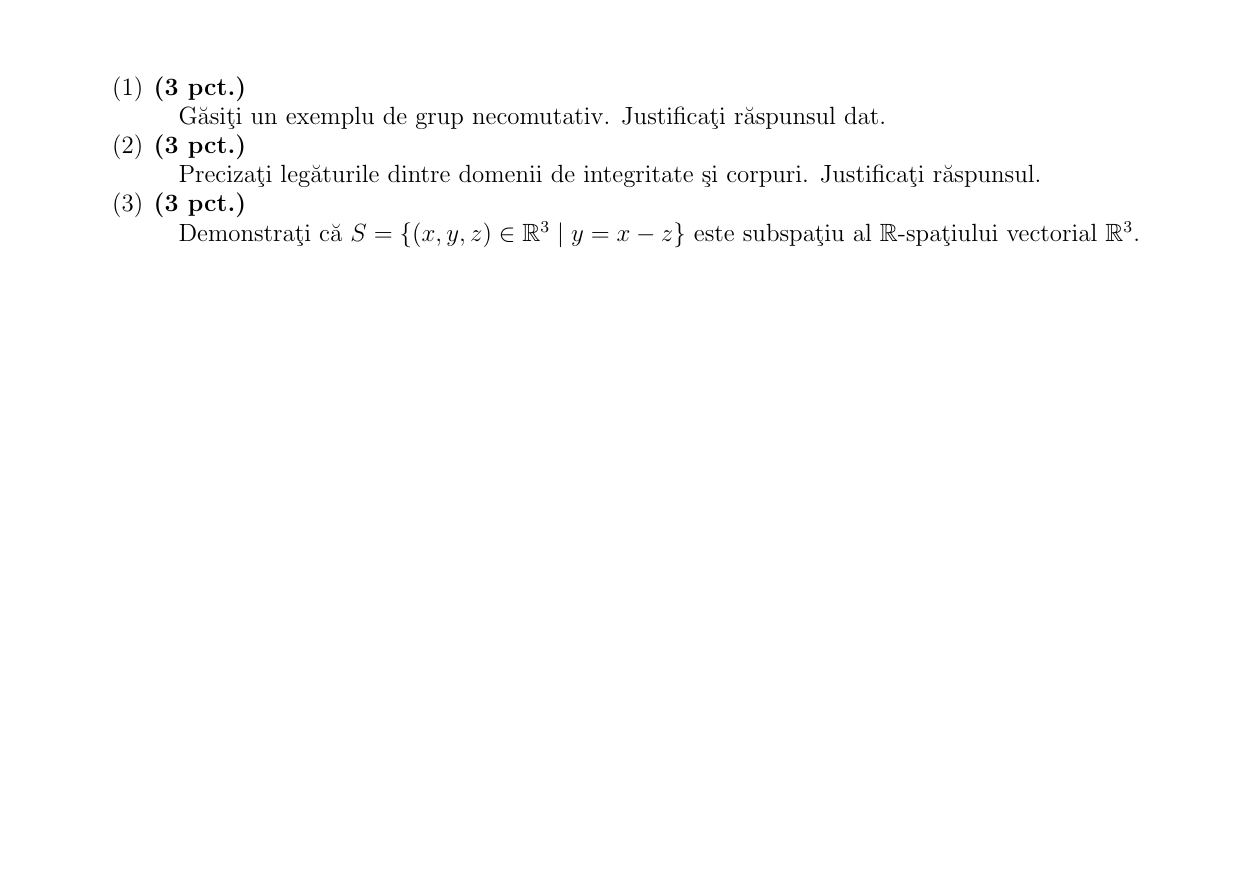 (1) (3 pct.)
Găsiţi un exemplu de grup necomutativ. Justificaţi răspunsul dat.
(2) (3 pct.)
Precizaţi legăturile dintre domenii de integritate şi corpuri. Justificaţi răspunsul.
(3) (3 pct.)
Demonstraţi că $S = \{(x, y, z) \in \mathbb{R}^3 \mid y = x - z\}$ este subspaţiu al $\mathbb{R}$-spaţiului vectorial $\mathbb{R}^3$.